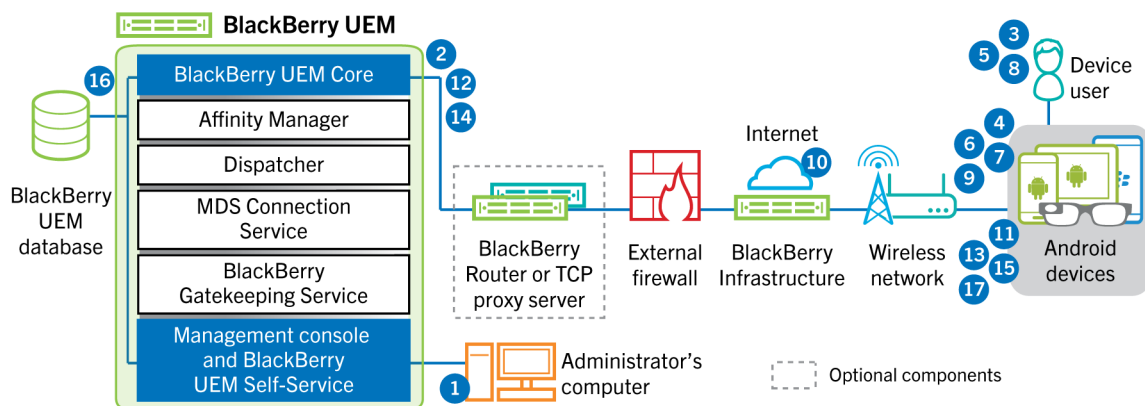 BlackBerry UEM
16
BlackBerry UEM Core
Affinity Manager
Dispatcher
MDS Connection
Service
BlackBerry
Gatekeeping Service
Management console
and BlackBerry
UEM Self-Service
BlackBerry
UEM
database
2
12
14
1
Administrator's
computer
BlackBerry
Router or TCP
proxy server
External
firewall
Internet
10
BlackBerry
Infrastructure
Wireless
network
3
5
8
Device
user
4
6
7
9
11
13
15
17
Android
devices
Optional components